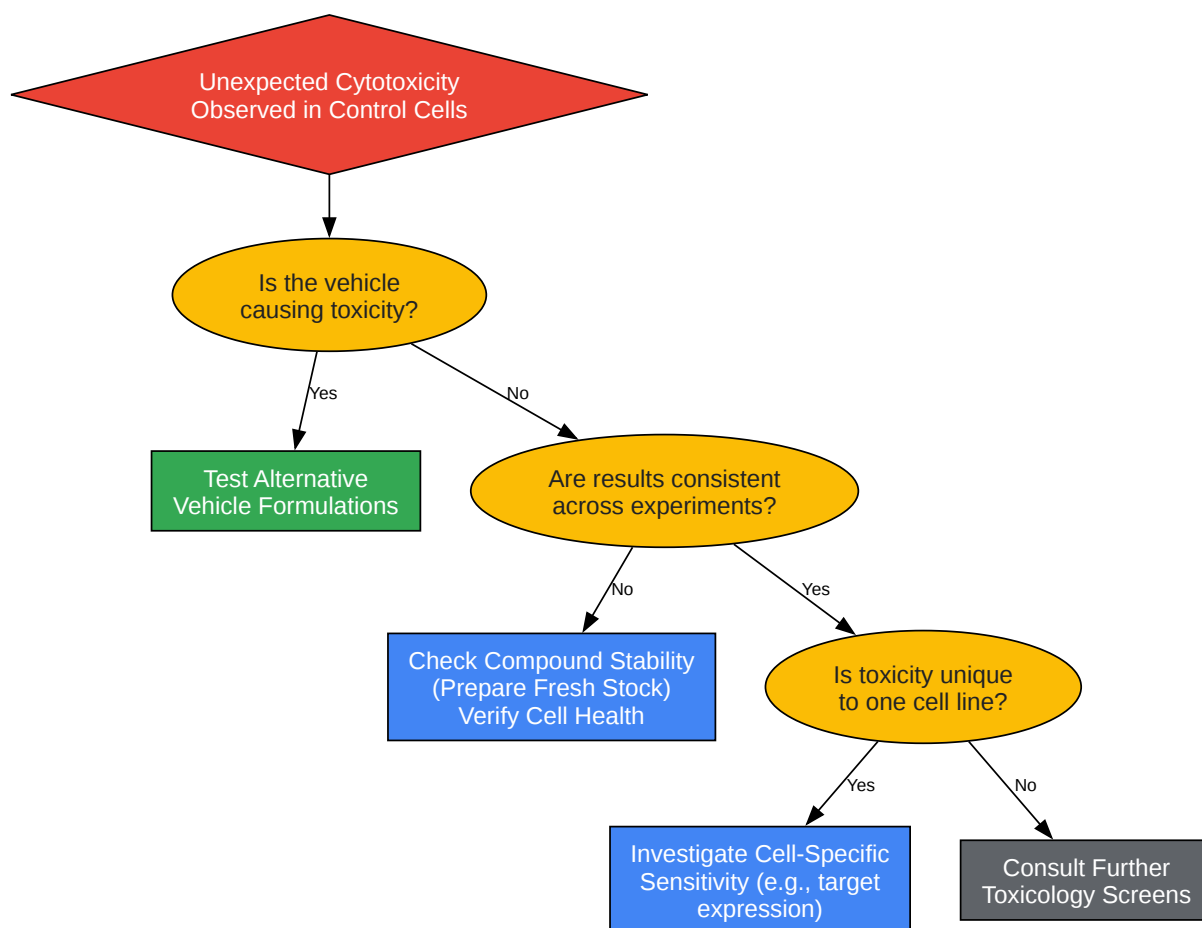 Unexpected Cytotoxicity
Observed in Control Cells
Is the vehicle
causing toxicity?
Yes
No
Test Alternative
Vehicle Formulations
Are results consistent
across experiments?
No
Yes
Check Compound Stability
(Prepare Fresh Stock)
Verify Cell Health
Is toxicity unique
to one cell line?
Yes
No
Investigate Cell-Specific
Sensitivity (e.g., target
expression)
Consult Further
Toxicology Screens